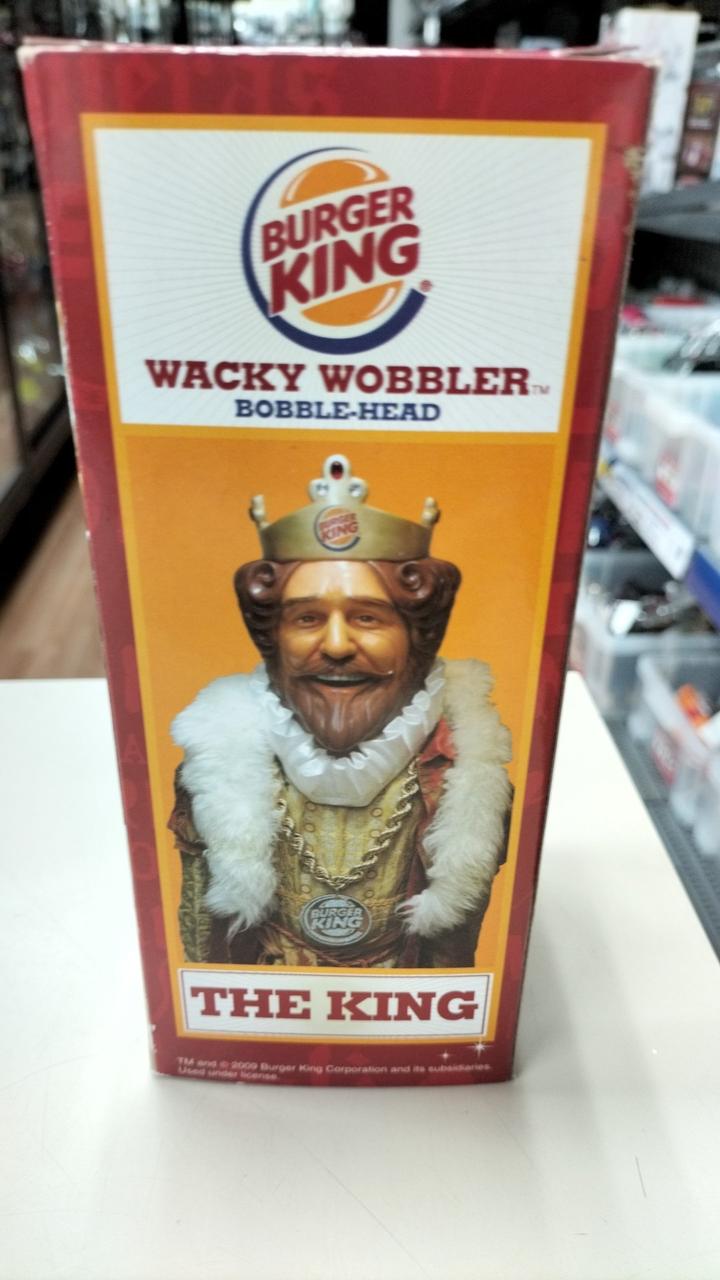 BURGER
KING®
WACKY WOBBLER™
BOBBLE-HEAD
BURGER
KING
BURGER
KING
THE KING
TM and © 2009 Burger King Corporation and its subsidiaries.
Used under license.